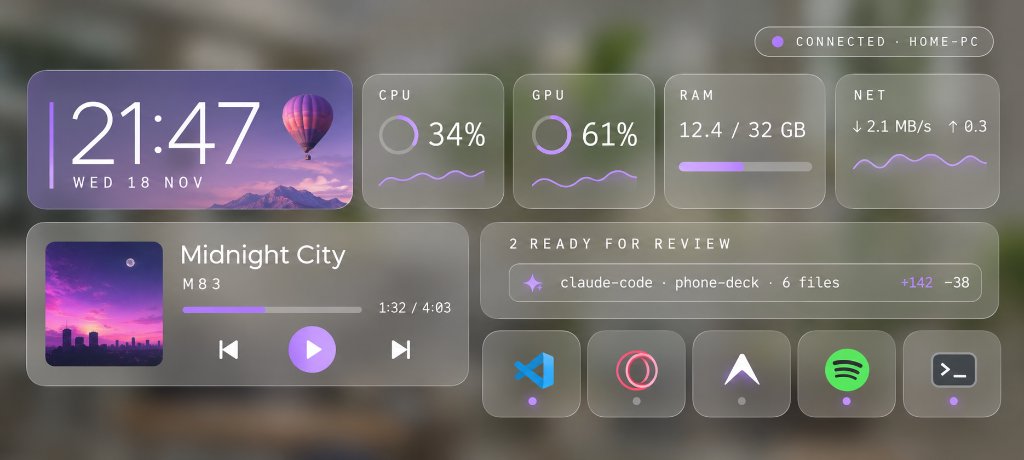 CONNECTED · HOME-PC
21:47
WED 18 NOV
CPU
34%
GPU
61%
RAM
12.4 / 32 GB
NET
↓ 2.1 MB/s ↑ 0.3
Midnight City
M83
1:32 / 4:03
2 READY FOR REVIEW
claude-code · phone-deck · 6 files +142 −38
>_